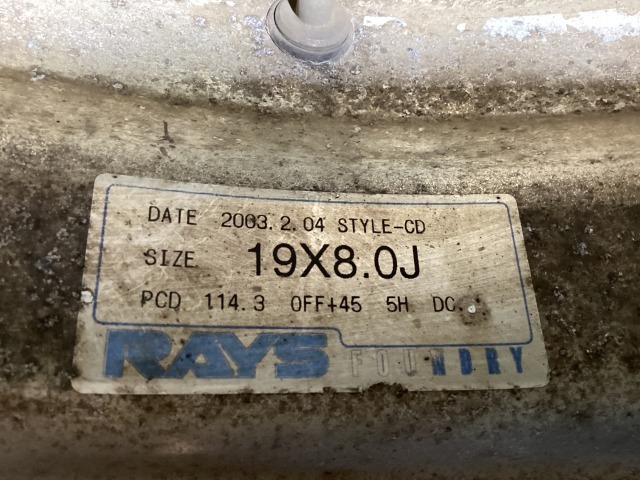 DATE 2003.2.04 STYLE-CD
SIZE 19X8.0J
PCD 114.3 OFF+45 5H DC.
RAYS FOUNDRY